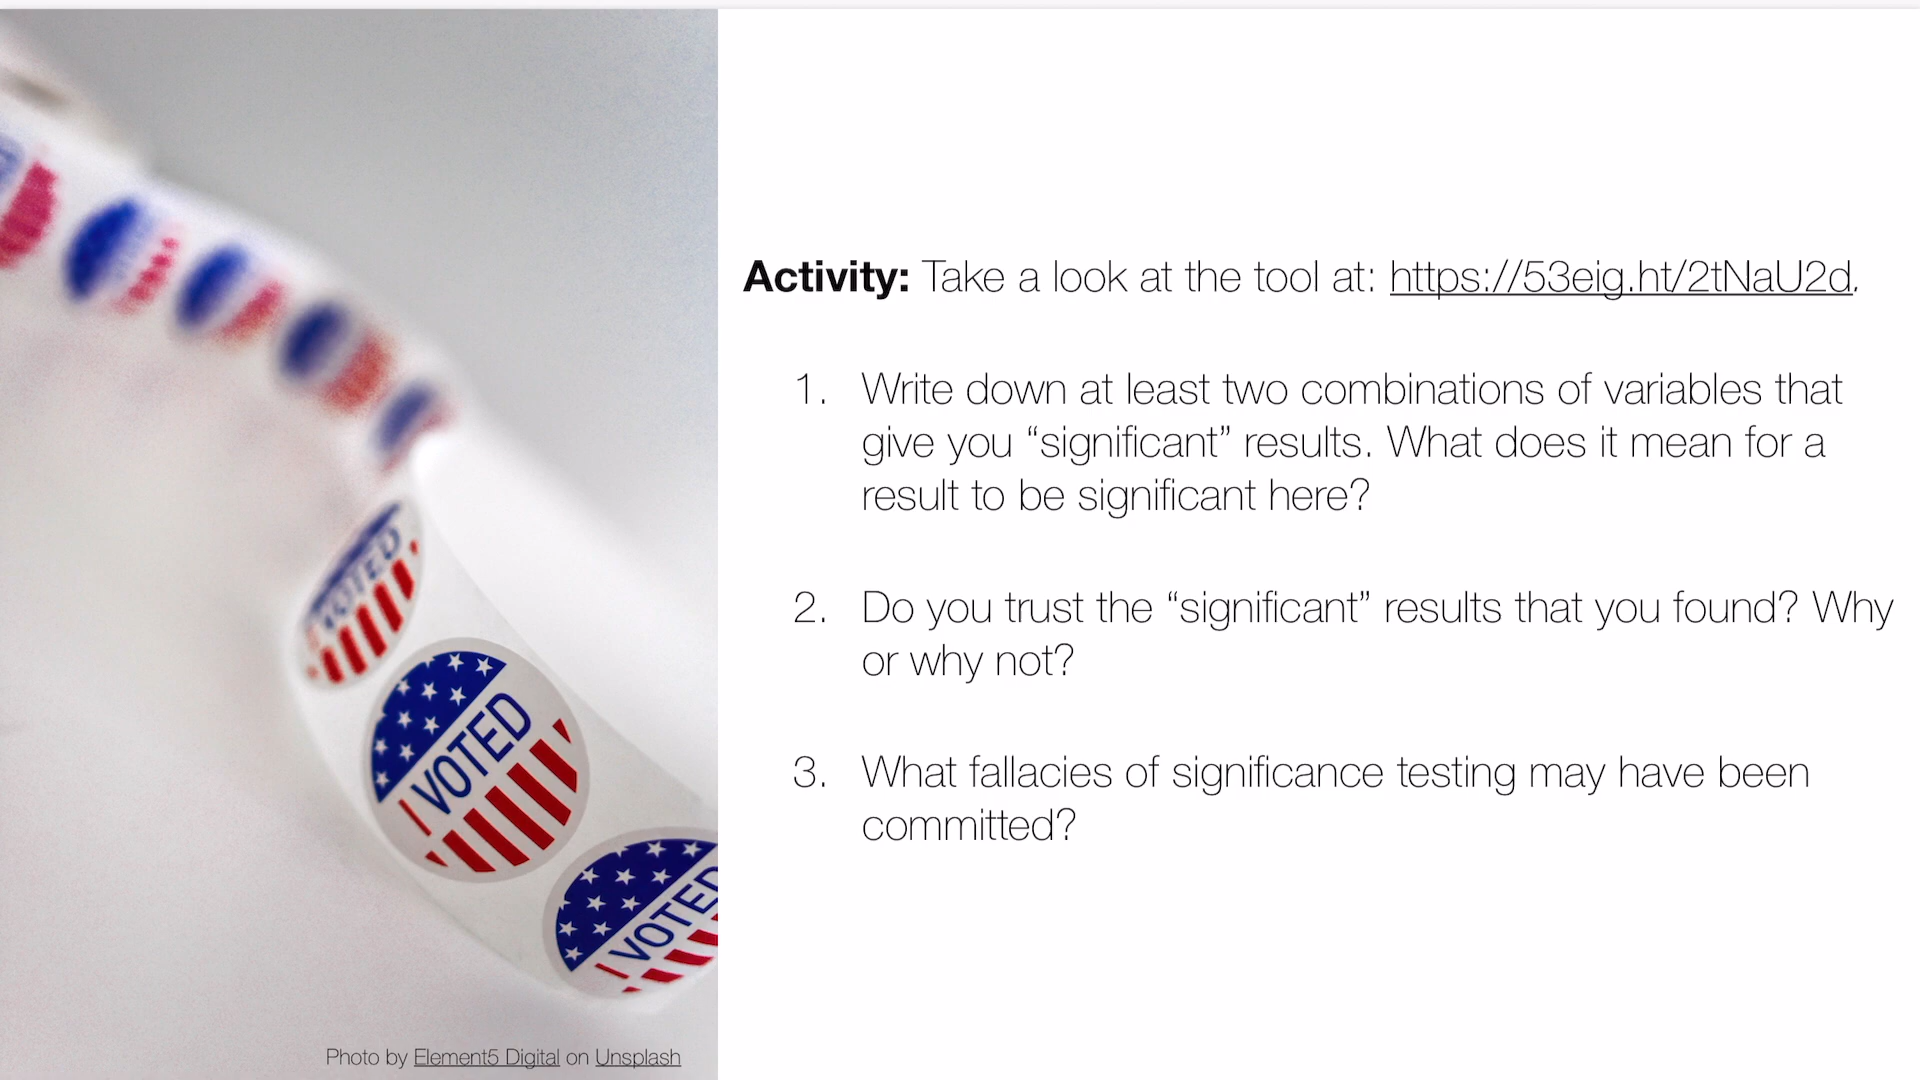 Activity: Take a look at the tool at: https://53eig.ht/2tNaU2d.
1. Write down at least two combinations of variables that
give you “significant” results. What does it mean for a
result to be significant here?
2. Do you trust the “significant” results that you found? Why
or why not?
3. What fallacies of significance testing may have been
committed?
VOTED
I VOTED
I VOTED
Photo by Element5 Digital on Unsplash